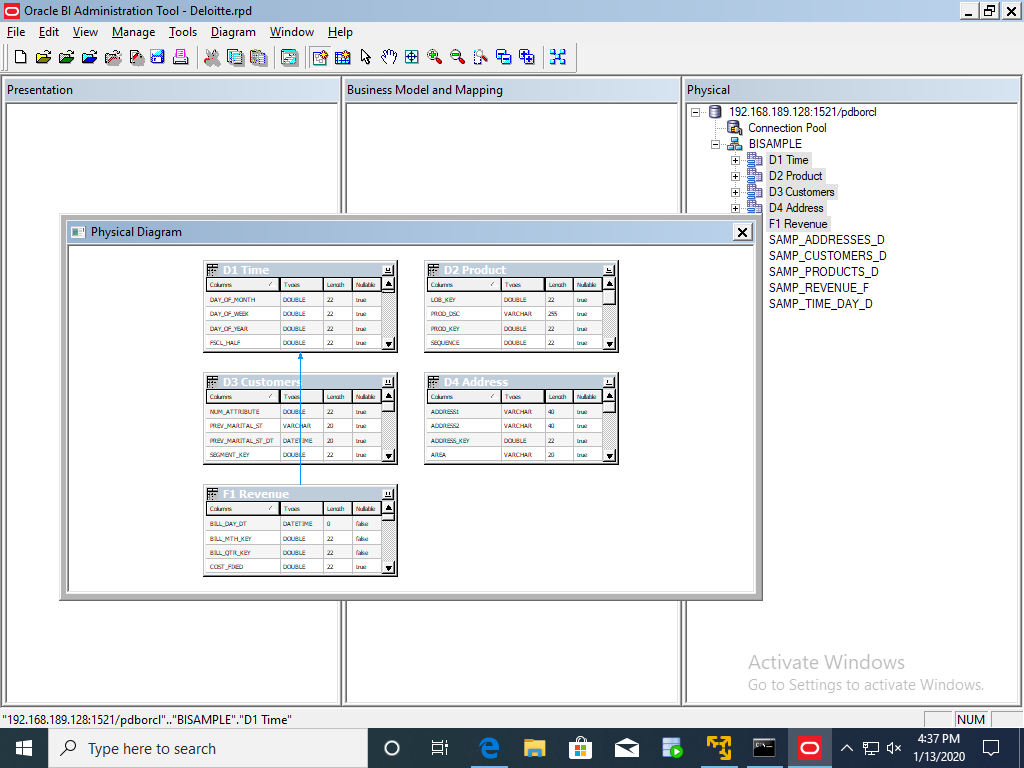 Oracle BI Administration Tool - Deloitte.rpd
File Edit View Manage Tools Diagram Window Help
Presentation
Business Model and Mapping
Physical
192.168.189.128:1521/pdborcl
Connection Pool
BISAMPLE
D1 Time
D2 Product
D3 Customers
D4 Address
F1 Revenue
SAMP_ADDRESSES_D
SAMP_CUSTOMERS_D
SAMP_PRODUCTS_D
SAMP_REVENUE_F
SAMP_TIME_DAY_D
Physical Diagram
D1 Time
Columns Types Length Nullable
DAY_OF_MONTH DOUBLE 22 true
DAY_OF_WEEK DOUBLE 22 true
DAY_OF_YEAR DOUBLE 22 true
FSCL_HALF DOUBLE 22 true
D2 Product
Columns Types Length Nullable
LOB_KEY DOUBLE 22 true
PROD_DSC VARCHAR 255 true
PROD_KEY DOUBLE 22 true
SEQUENCE DOUBLE 22 true
D3 Customers
Columns Types Length Nullable
NUM_ATTRIBUTE DOUBLE 22 true
PREV_MARITAL_ST VARCHAR 20 true
PREV_MARITAL_ST_DT DATETIME 20 true
SEGMENT_KEY DOUBLE 22 true
D4 Address
Columns Types Length Nullable
ADDRESS1 VARCHAR 40 true
ADDRESS2 VARCHAR 40 true
ADDRESS_KEY DOUBLE 22 true
AREA VARCHAR 20 true
F1 Revenue
Columns Types Length Nullable
BILL_DAY_DT DATETIME 0 false
BILL_MTH_KEY DOUBLE 22 false
BILL_QTR_KEY DOUBLE 22 false
COST_FIXED DOUBLE 22 true
Activate Windows
Go to Settings to activate Windows.
"192.168.189.128:1521/pdborcl".."BISAMPLE"."D1 Time"
NUM
Type here to search
4:37 PM
1/13/2020